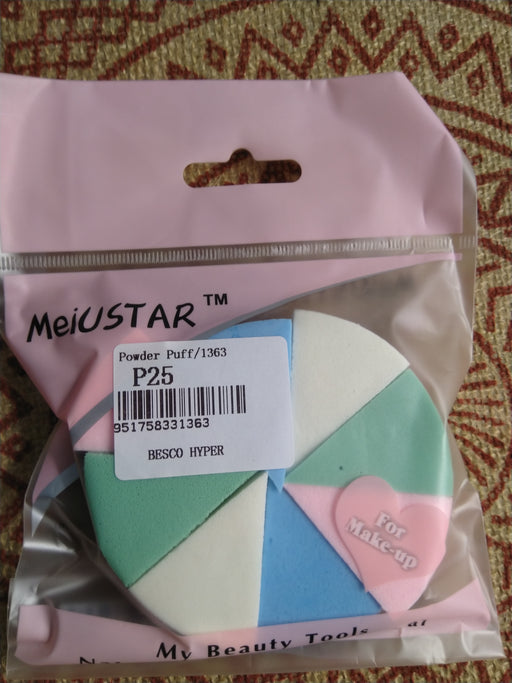 MeiUSTAR ™
Powder Puff/1363
P25
951758331363
BESCO HYPER
For
Make-up
My Beauty Tools